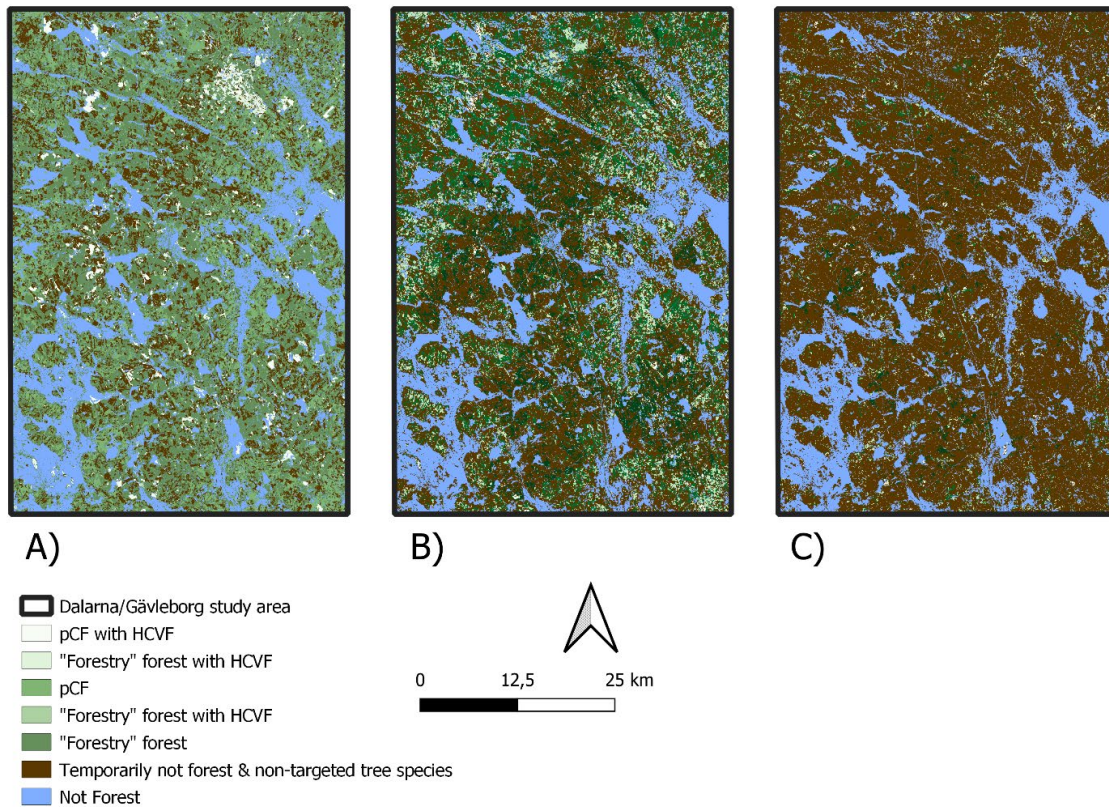 A)
B)
C)
Dalarna/Gävleborg study area
pCF with HCVF
"Forestry" forest with HCVF
pCF
"Forestry" forest with HCVF
"Forestry" forest
Temporarily not forest & non-targeted tree species
Not Forest
0 12,5 25 km